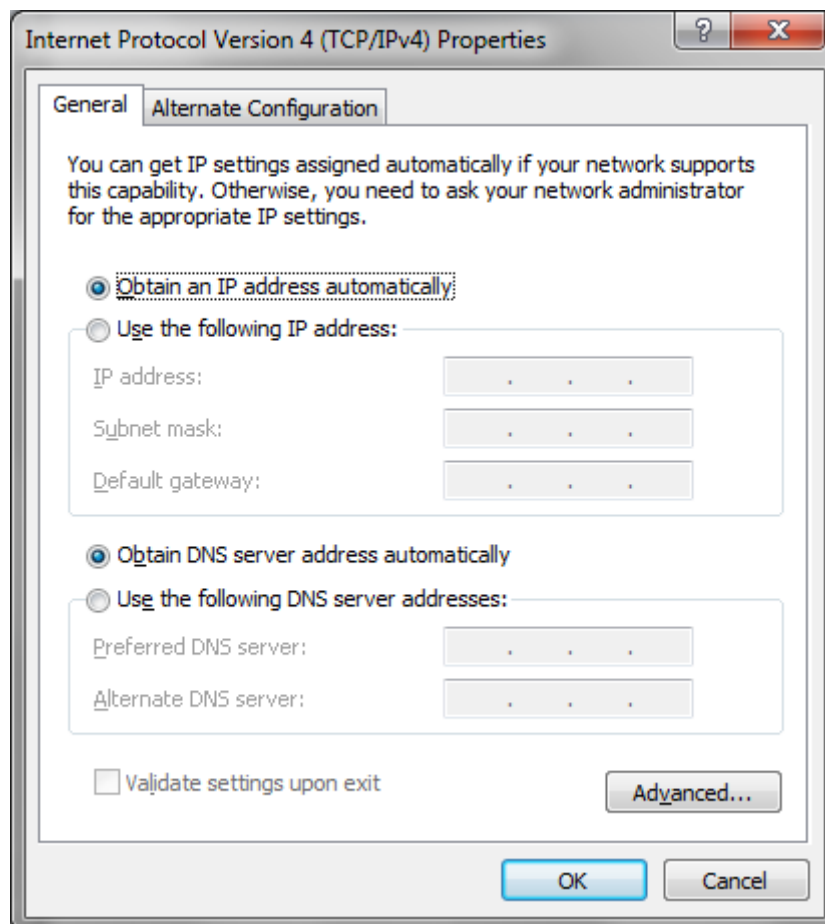 Internet Protocol Version 4 (TCP/IPv4) Properties
General
Alternate Configuration
You can get IP settings assigned automatically if your network supports
this capability. Otherwise, you need to ask your network administrator
for the appropriate IP settings.
Obtain an IP address automatically
Use the following IP address:
IP address:
Subnet mask:
Default gateway:
Obtain DNS server address automatically
Use the following DNS server addresses:
Preferred DNS server:
Alternate DNS server:
Validate settings upon exit
Advanced...
OK
Cancel